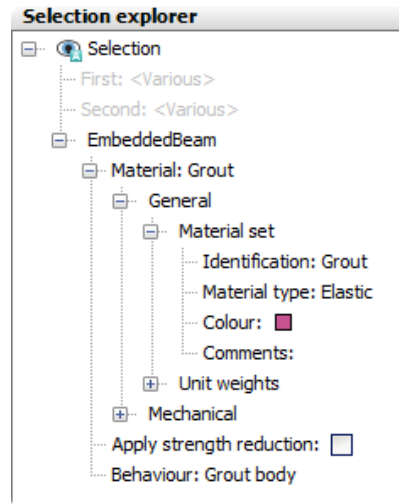 Selection explorer
Selection
First: <Various>
Second: <Various>
EmbeddedBeam
Material: Grout
General
Material set
Identification: Grout
Material type: Elastic
Colour:
Comments:
Unit weights
Mechanical
Apply strength reduction:
Behaviour: Grout body